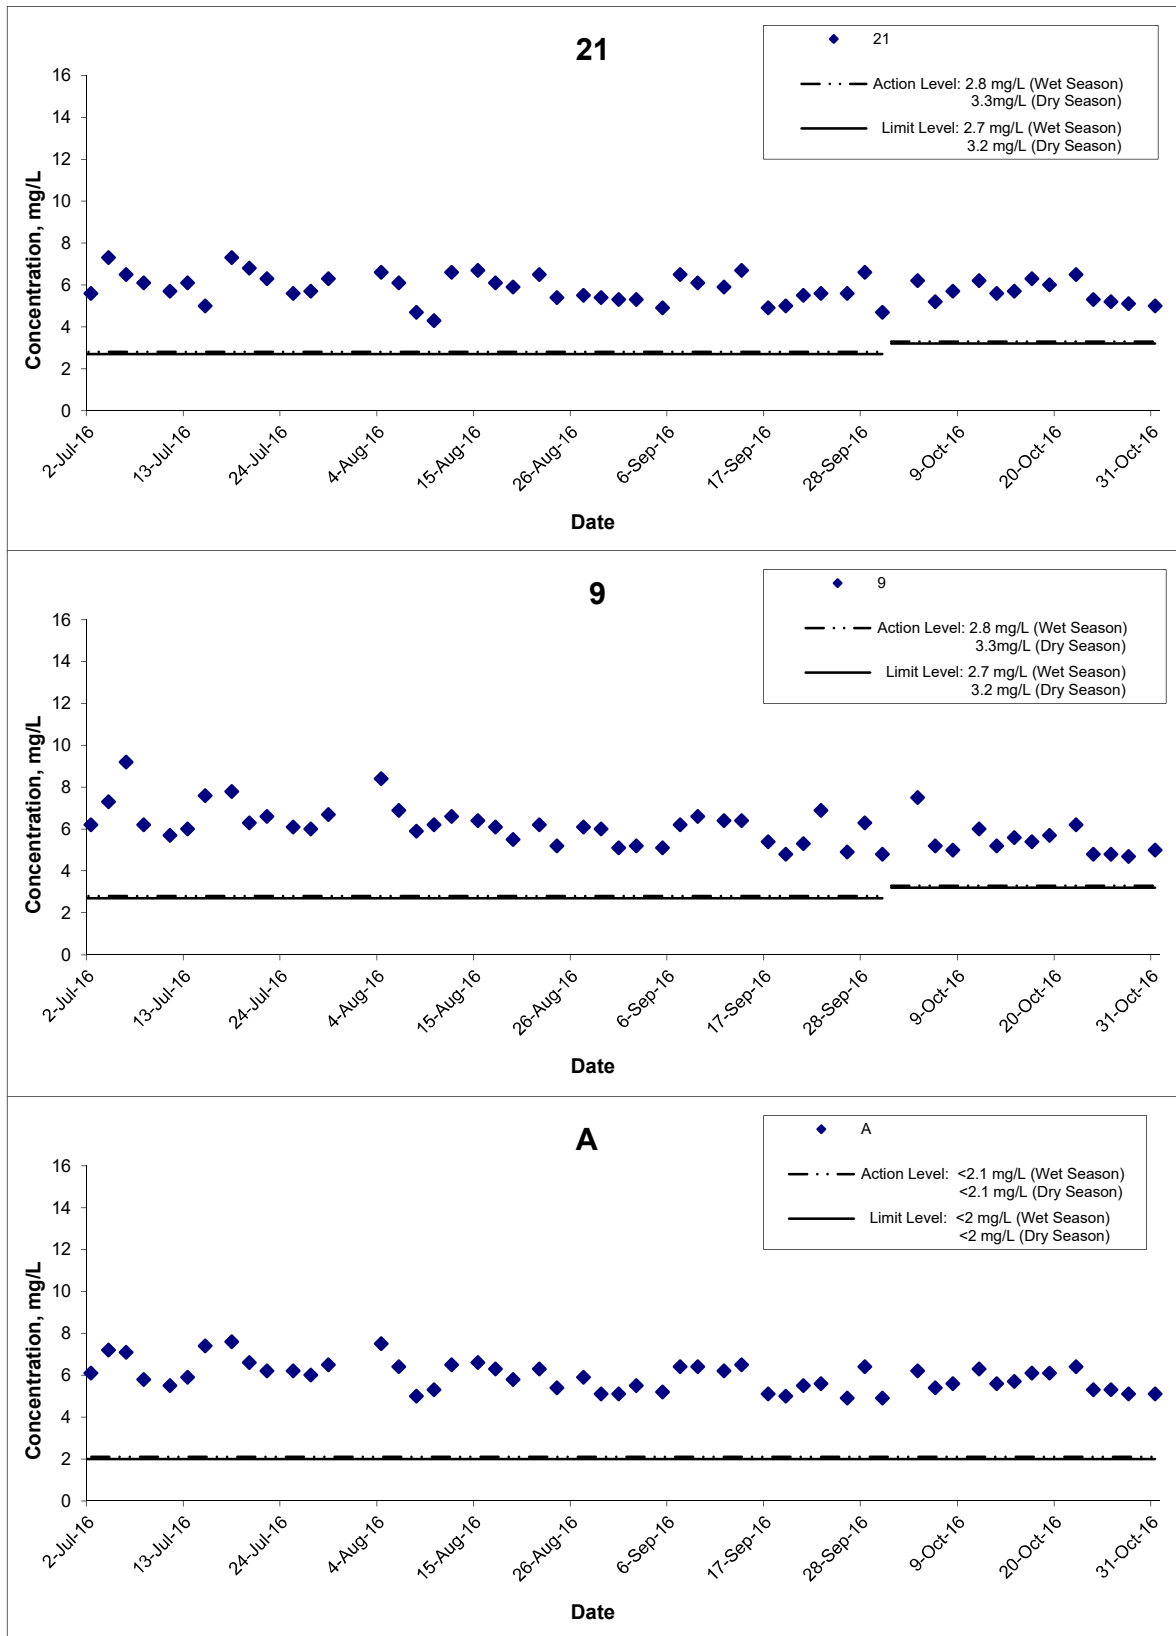 21
21
Action Level: 2.8 mg/L (Wet Season)
3.3mg/L (Dry Season)
Limit Level: 2.7 mg/L (Wet Season)
3.2 mg/L (Dry Season)
Concentration, mg/L
16
14
12
10
8
6
4
2
0
2-Jul-16
13-Jul-16
24-Jul-16
4-Aug-16
15-Aug-16
26-Aug-16
6-Sep-16
17-Sep-16
28-Sep-16
9-Oct-16
20-Oct-16
31-Oct-16
Date
9
9
Action Level: 2.8 mg/L (Wet Season)
3.3mg/L (Dry Season)
Limit Level: 2.7 mg/L (Wet Season)
3.2 mg/L (Dry Season)
Concentration, mg/L
16
14
12
10
8
6
4
2
0
2-Jul-16
13-Jul-16
24-Jul-16
4-Aug-16
15-Aug-16
26-Aug-16
6-Sep-16
17-Sep-16
28-Sep-16
9-Oct-16
20-Oct-16
31-Oct-16
Date
A
A
Action Level: <2.1 mg/L (Wet Season)
<2.1 mg/L (Dry Season)
Limit Level: <2 mg/L (Wet Season)
<2 mg/L (Dry Season)
Concentration, mg/L
16
14
12
10
8
6
4
2
0
2-Jul-16
13-Jul-16
24-Jul-16
4-Aug-16
15-Aug-16
26-Aug-16
6-Sep-16
17-Sep-16
28-Sep-16
9-Oct-16
20-Oct-16
31-Oct-16
Date